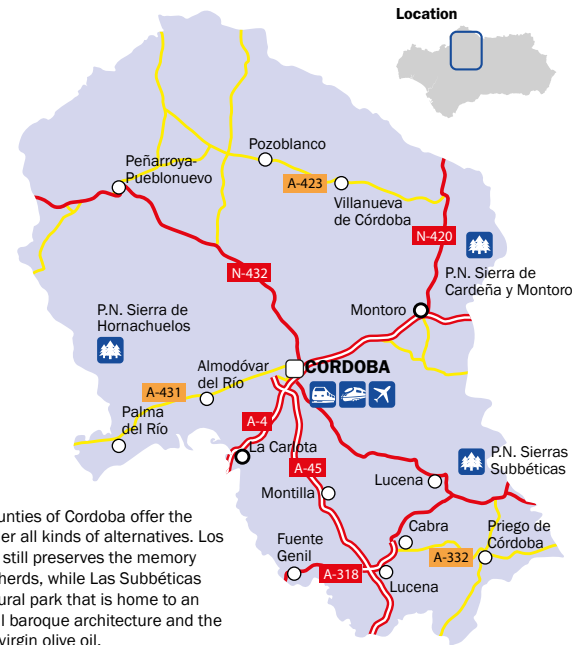 Location
Pozoblanco
Peñarroya-
Pueblonuevo
A-423
Villanueva
de Córdoba
N-420
N-432
P.N. Sierra de
Cardeña y Montoro
P.N. Sierra de
Hornachuelos
Montoro
Almodóvar
del Río
CORDOBA
A-431
Palma
del Río
A-4
La Carlota
A-45
P.N. Sierras
Subbéticas
Lucena
Montilla
unties of Cordoba offer the
er all kinds of alternatives. Los
still preserves the memory
herds, while Las Subbéticas
ural park that is home to an
l baroque architecture and the
virgin olive oil.
Cabra
Priego de
Córdoba
Fuente
Genil
A-332
A-318
Lucena